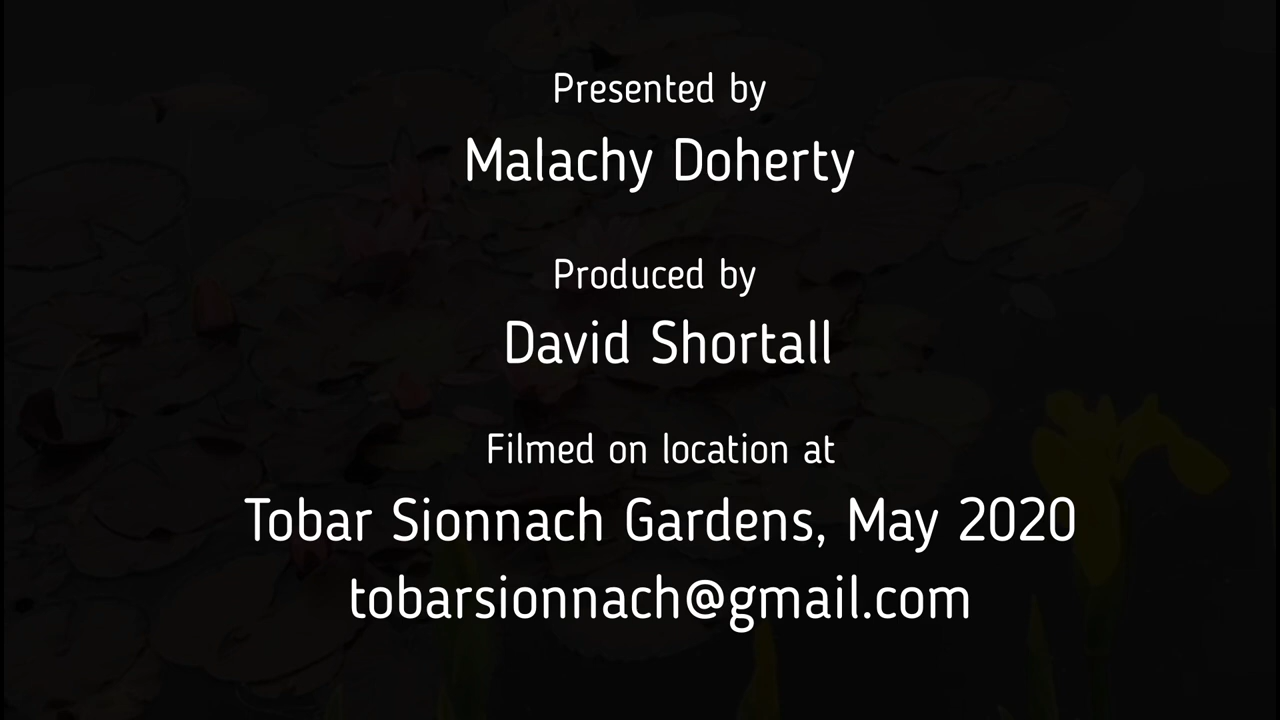 Presented by
Malachy Doherty
Produced by
David Shortall
Filmed on location at
Tobar Sionnach Gardens, May 2020
tobarsionnach@gmail.com